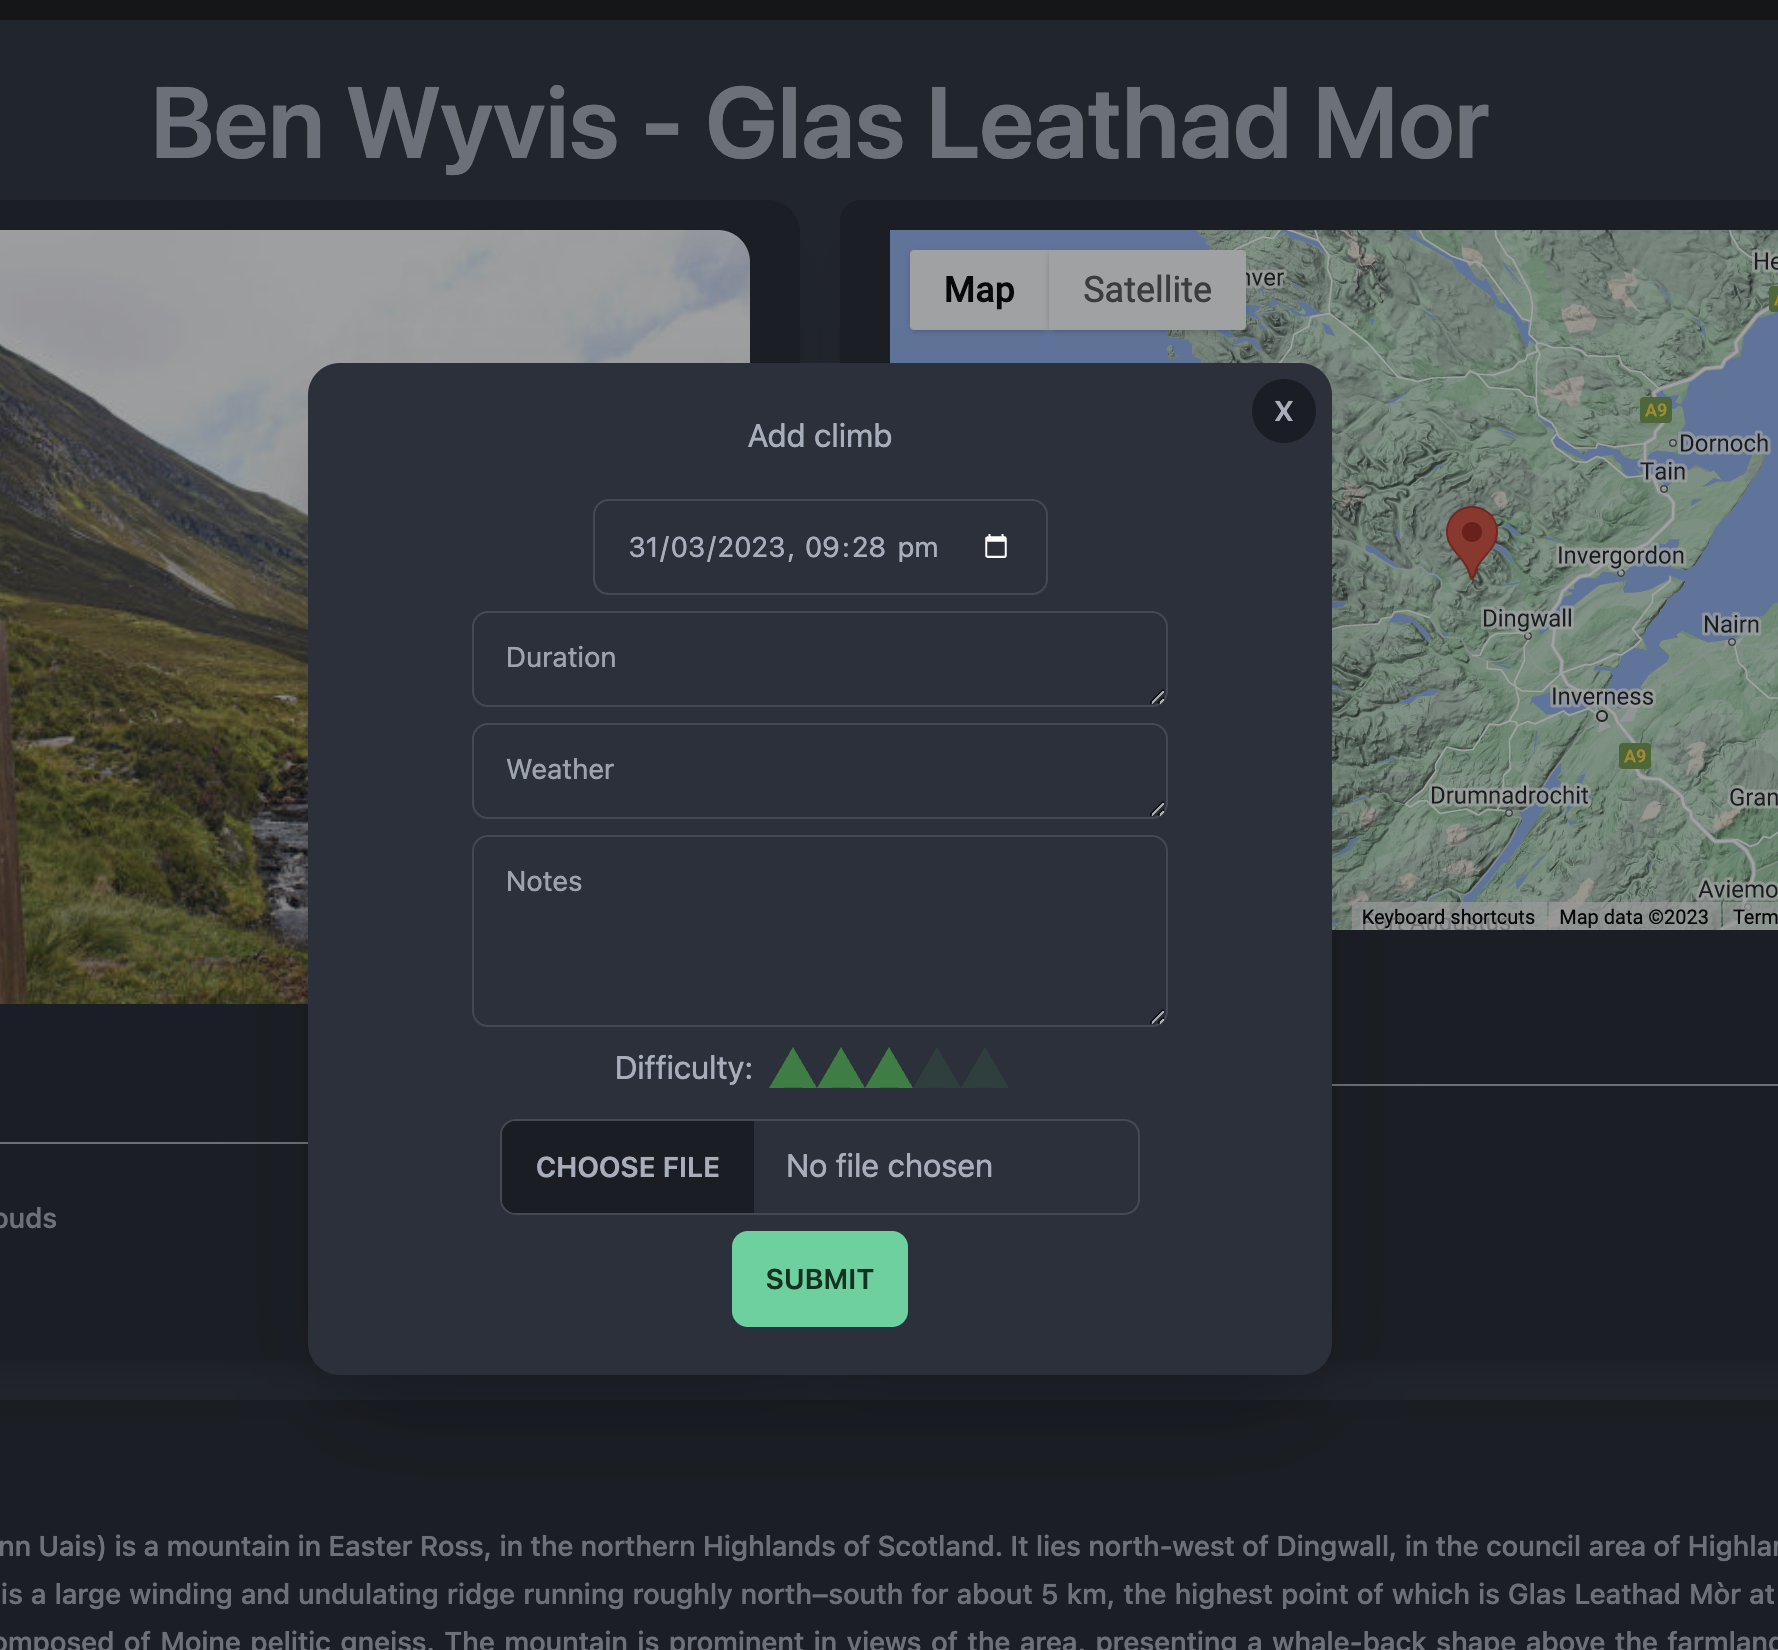 Ben Wyvis - Glas Leathad Mor
Map
Satellite
nver
He
A9
Dornoch
Tain
Invergordon
Dingwall
Nairn
Inverness
A9
Drumnadrochit
Gran
Aviemo
Keyboard shortcuts
Map data ©2023
Term
Add climb
X
31/03/2023, 09:28 pm
Duration
Weather
Notes
Difficulty:
CHOOSE FILE
No file chosen
SUBMIT
ouds
nn Uais) is a mountain in Easter Ross, in the northern Highlands of Scotland. It lies north-west of Dingwall, in the council area of Highlan
is a large winding and undulating ridge running roughly north–south for about 5 km, the highest point of which is Glas Leathad Mòr at
omposed of Moine pelitic gneiss. The mountain is prominent in views of the area, presenting a whale-back shape above the farmland